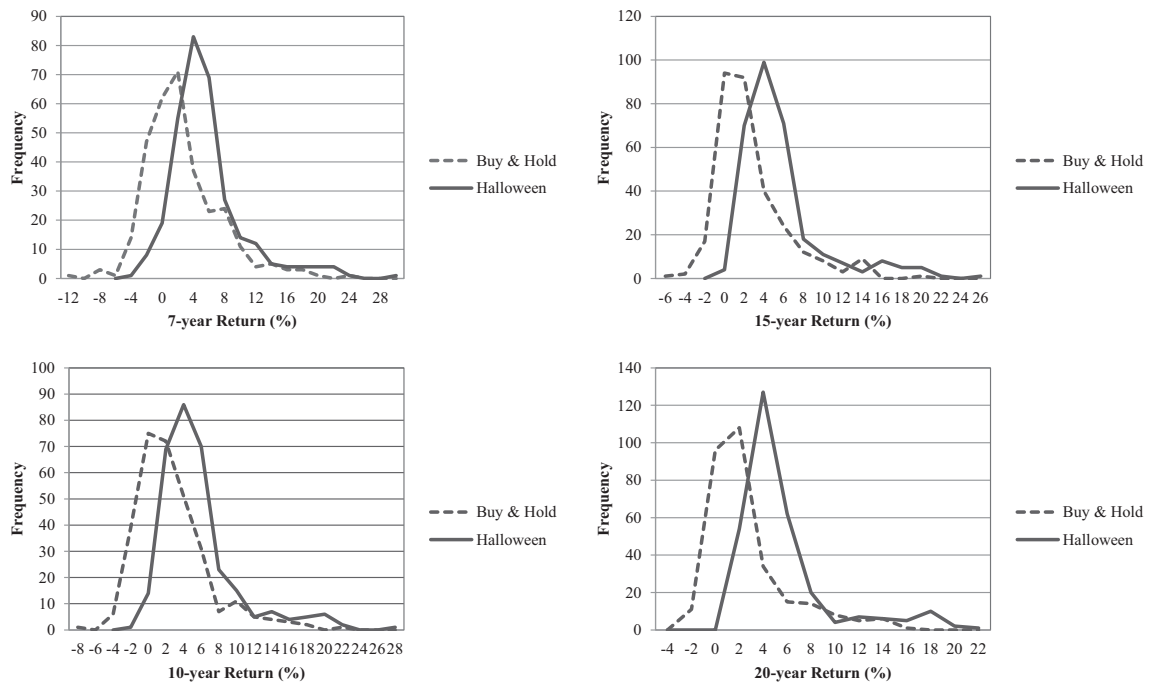 90
80
70
60
50
40
30
20
10
0
Frequency
-12 -8 -4 0 4 8 12 16 20 24 28
7-year Return (%)
Buy & Hold
Halloween
120
100
80
60
40
20
0
Frequency
-6 -4 -2 0 2 4 6 8 10 12 14 16 18 20 22 24 26
15-year Return (%)
Buy & Hold
Halloween
100
90
80
70
60
50
40
30
20
10
0
Frequency
-8 -6 -4 -2 0 2 4 6 8 10 12 14 16 18 20 22 24 26 28
10-year Return (%)
Buy & Hold
Halloween
140
120
100
80
60
40
20
0
Frequency
-4 -2 0 2 4 6 8 10 12 14 16 18 20 22
20-year Return (%)
Buy & Hold
Halloween